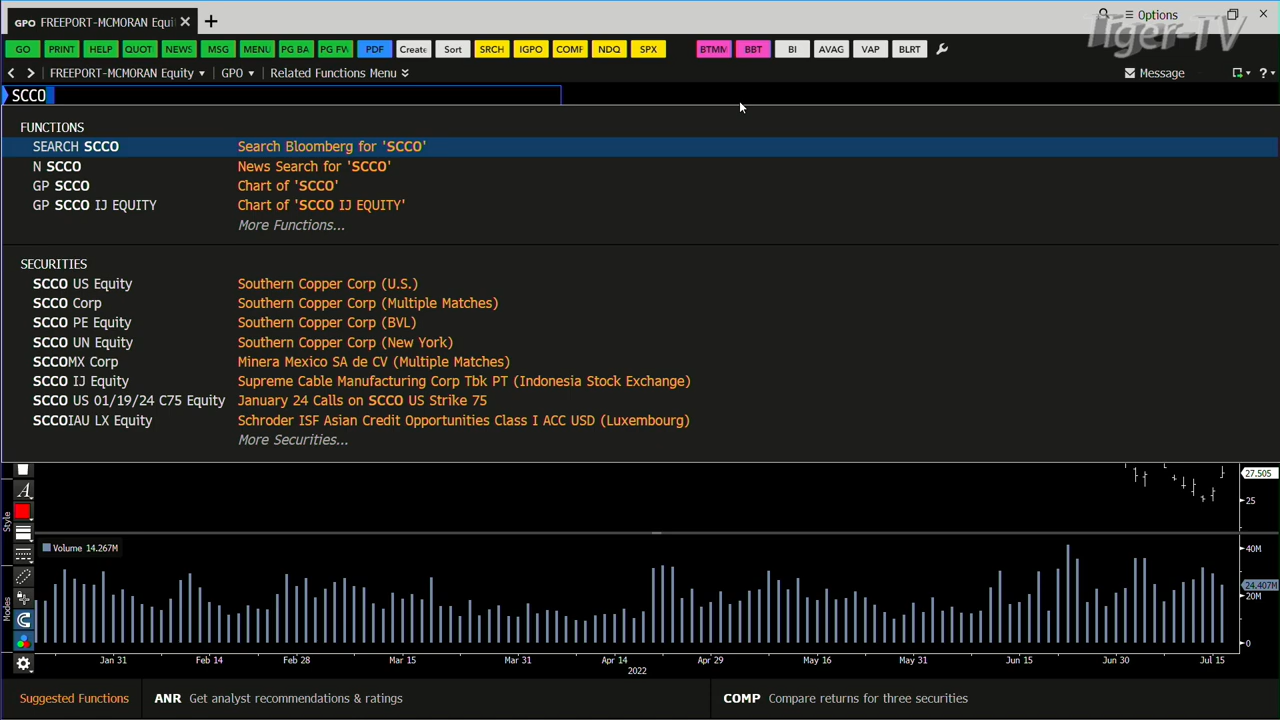 GPO FREEPORT-MCMORAN Equi
Options
Tiger-TV
GO PRINT HELP QUOT NEWS MSG MENU PG BA PG FV PDF Create Sort SRCH IGPO COMF NDQ SPX BTMM BBT BI AVAG VAP BLRT
FREEPORT-MCMORAN Equity GPO Related Functions Menu Message ?
SCCO
FUNCTIONS
SEARCH SCCO Search Bloomberg for 'SCCO'
N SCCO News Search for 'SCCO'
GP SCCO Chart of 'SCCO'
GP SCCO IJ EQUITY Chart of 'SCCO IJ EQUITY'
More Functions...
SECURITIES
SCCO US Equity Southern Copper Corp (U.S.)
SCCO Corp Southern Copper Corp (Multiple Matches)
SCCO PE Equity Southern Copper Corp (BVL)
SCCO UN Equity Southern Copper Corp (New York)
SCCOMX Corp Minera Mexico SA de CV (Multiple Matches)
SCCO IJ Equity Supreme Cable Manufacturing Corp Tbk PT (Indonesia Stock Exchange)
SCCO US 01/19/24 C75 Equity January 24 Calls on SCCO US Strike 75
SCCOIAU LX Equity Schroder ISF Asian Credit Opportunities Class I ACC USD (Luxembourg)
More Securities...
27.505
A
25
Style
Volume 14.267M
40M
24.407M
20M
Modes
0
Jan 31 Feb 14 Feb 28 Mar 15 Mar 31 Apr 14 Apr 29 May 16 May 31 Jun 15 Jun 30 Jul 15
2022
Suggested Functions ANR Get analyst recommendations & ratings COMP Compare returns for three securities